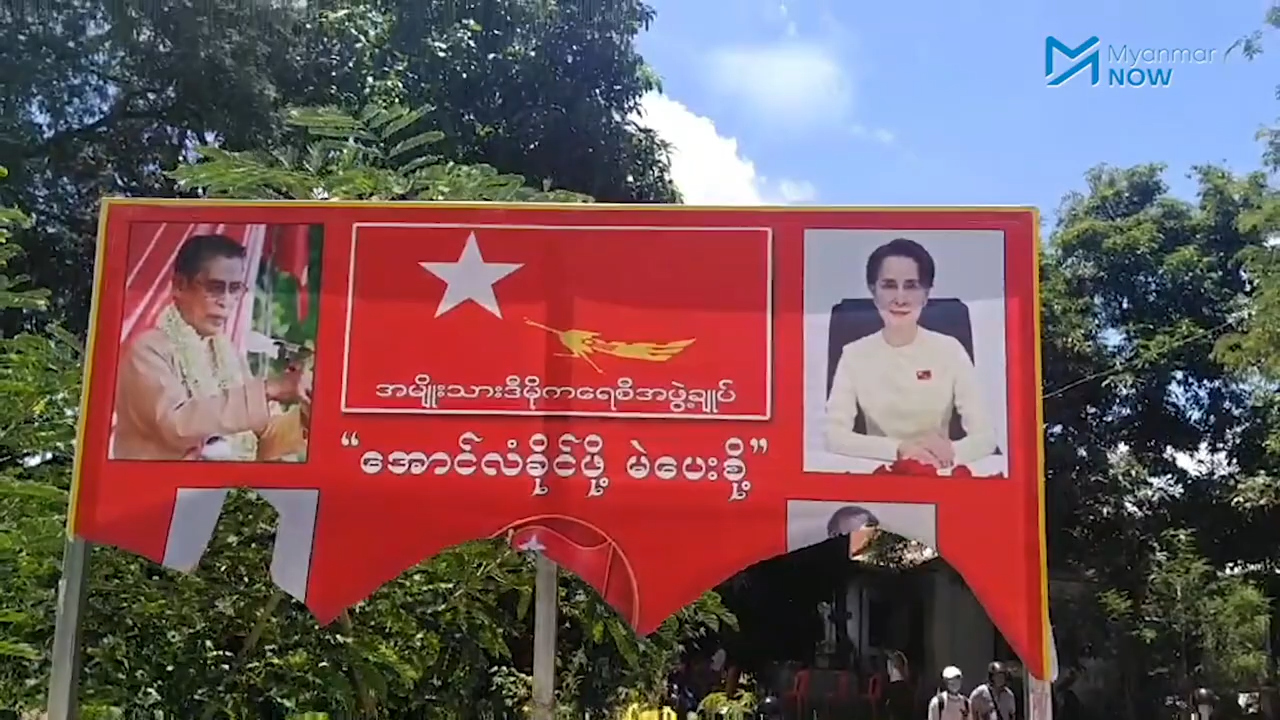 Myanmar
NOW
အမျိုးသားဒီမိုကရေစီအဖွဲ့ချုပ်
“အောင်လံခိုင်ဖို့ မဲပေးစို့”